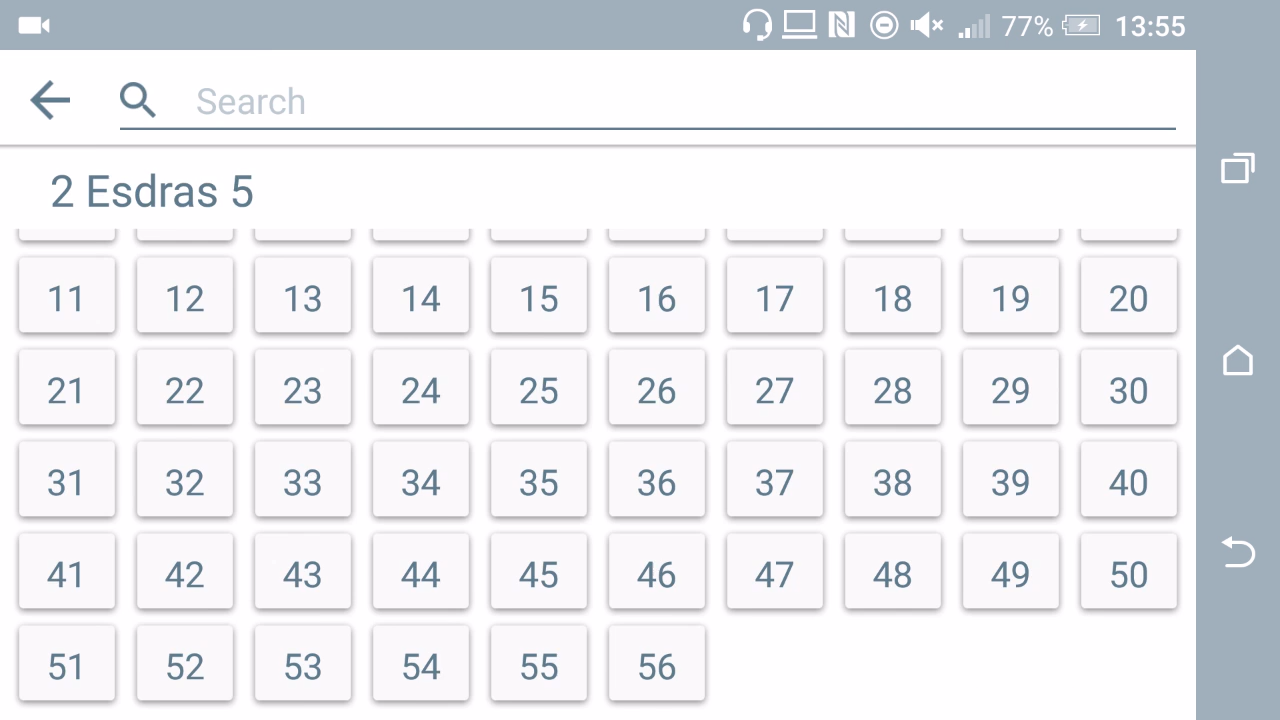 77% 13:55
Search
2 Esdras 5
11 12 13 14 15 16 17 18 19 20
21 22 23 24 25 26 27 28 29 30
31 32 33 34 35 36 37 38 39 40
41 42 43 44 45 46 47 48 49 50
51 52 53 54 55 56